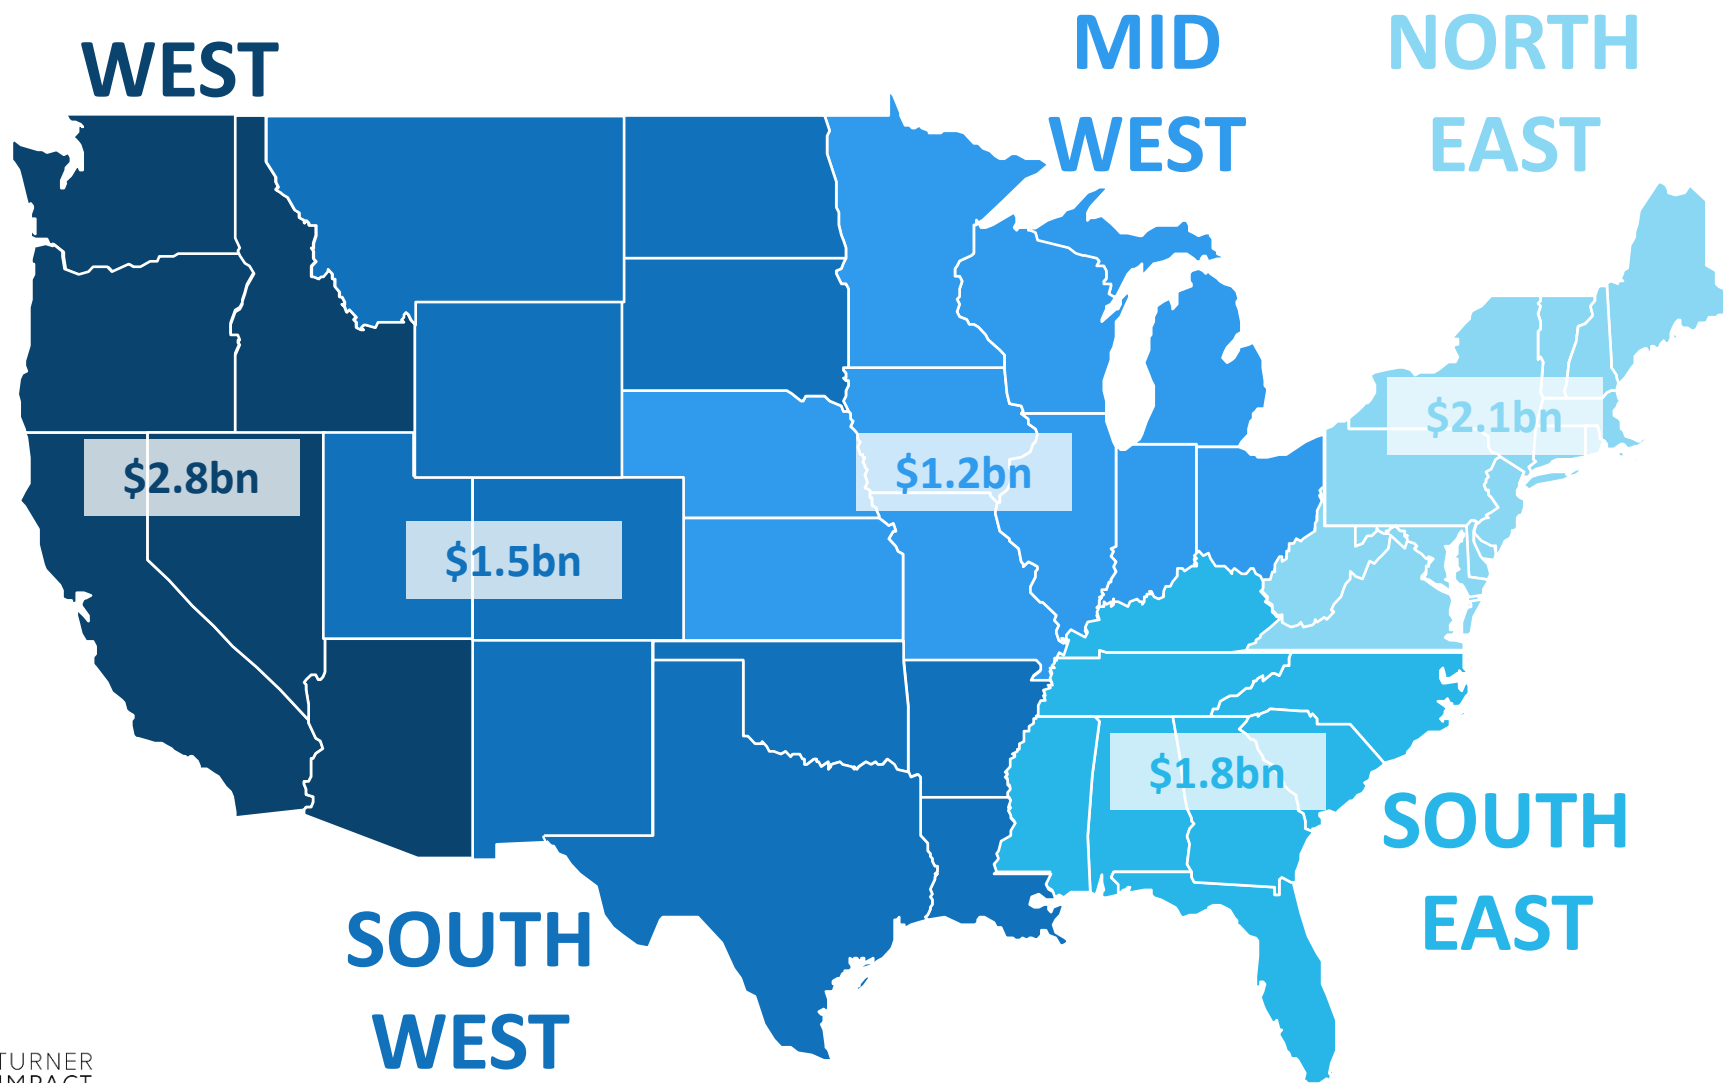 WEST
MID
WEST
NORTH
EAST
$2.8bn
$1.5bn
$1.2bn
$2.1bn
$1.8bn
SOUTH
EAST
SOUTH
WEST
TURNER
IMPACT